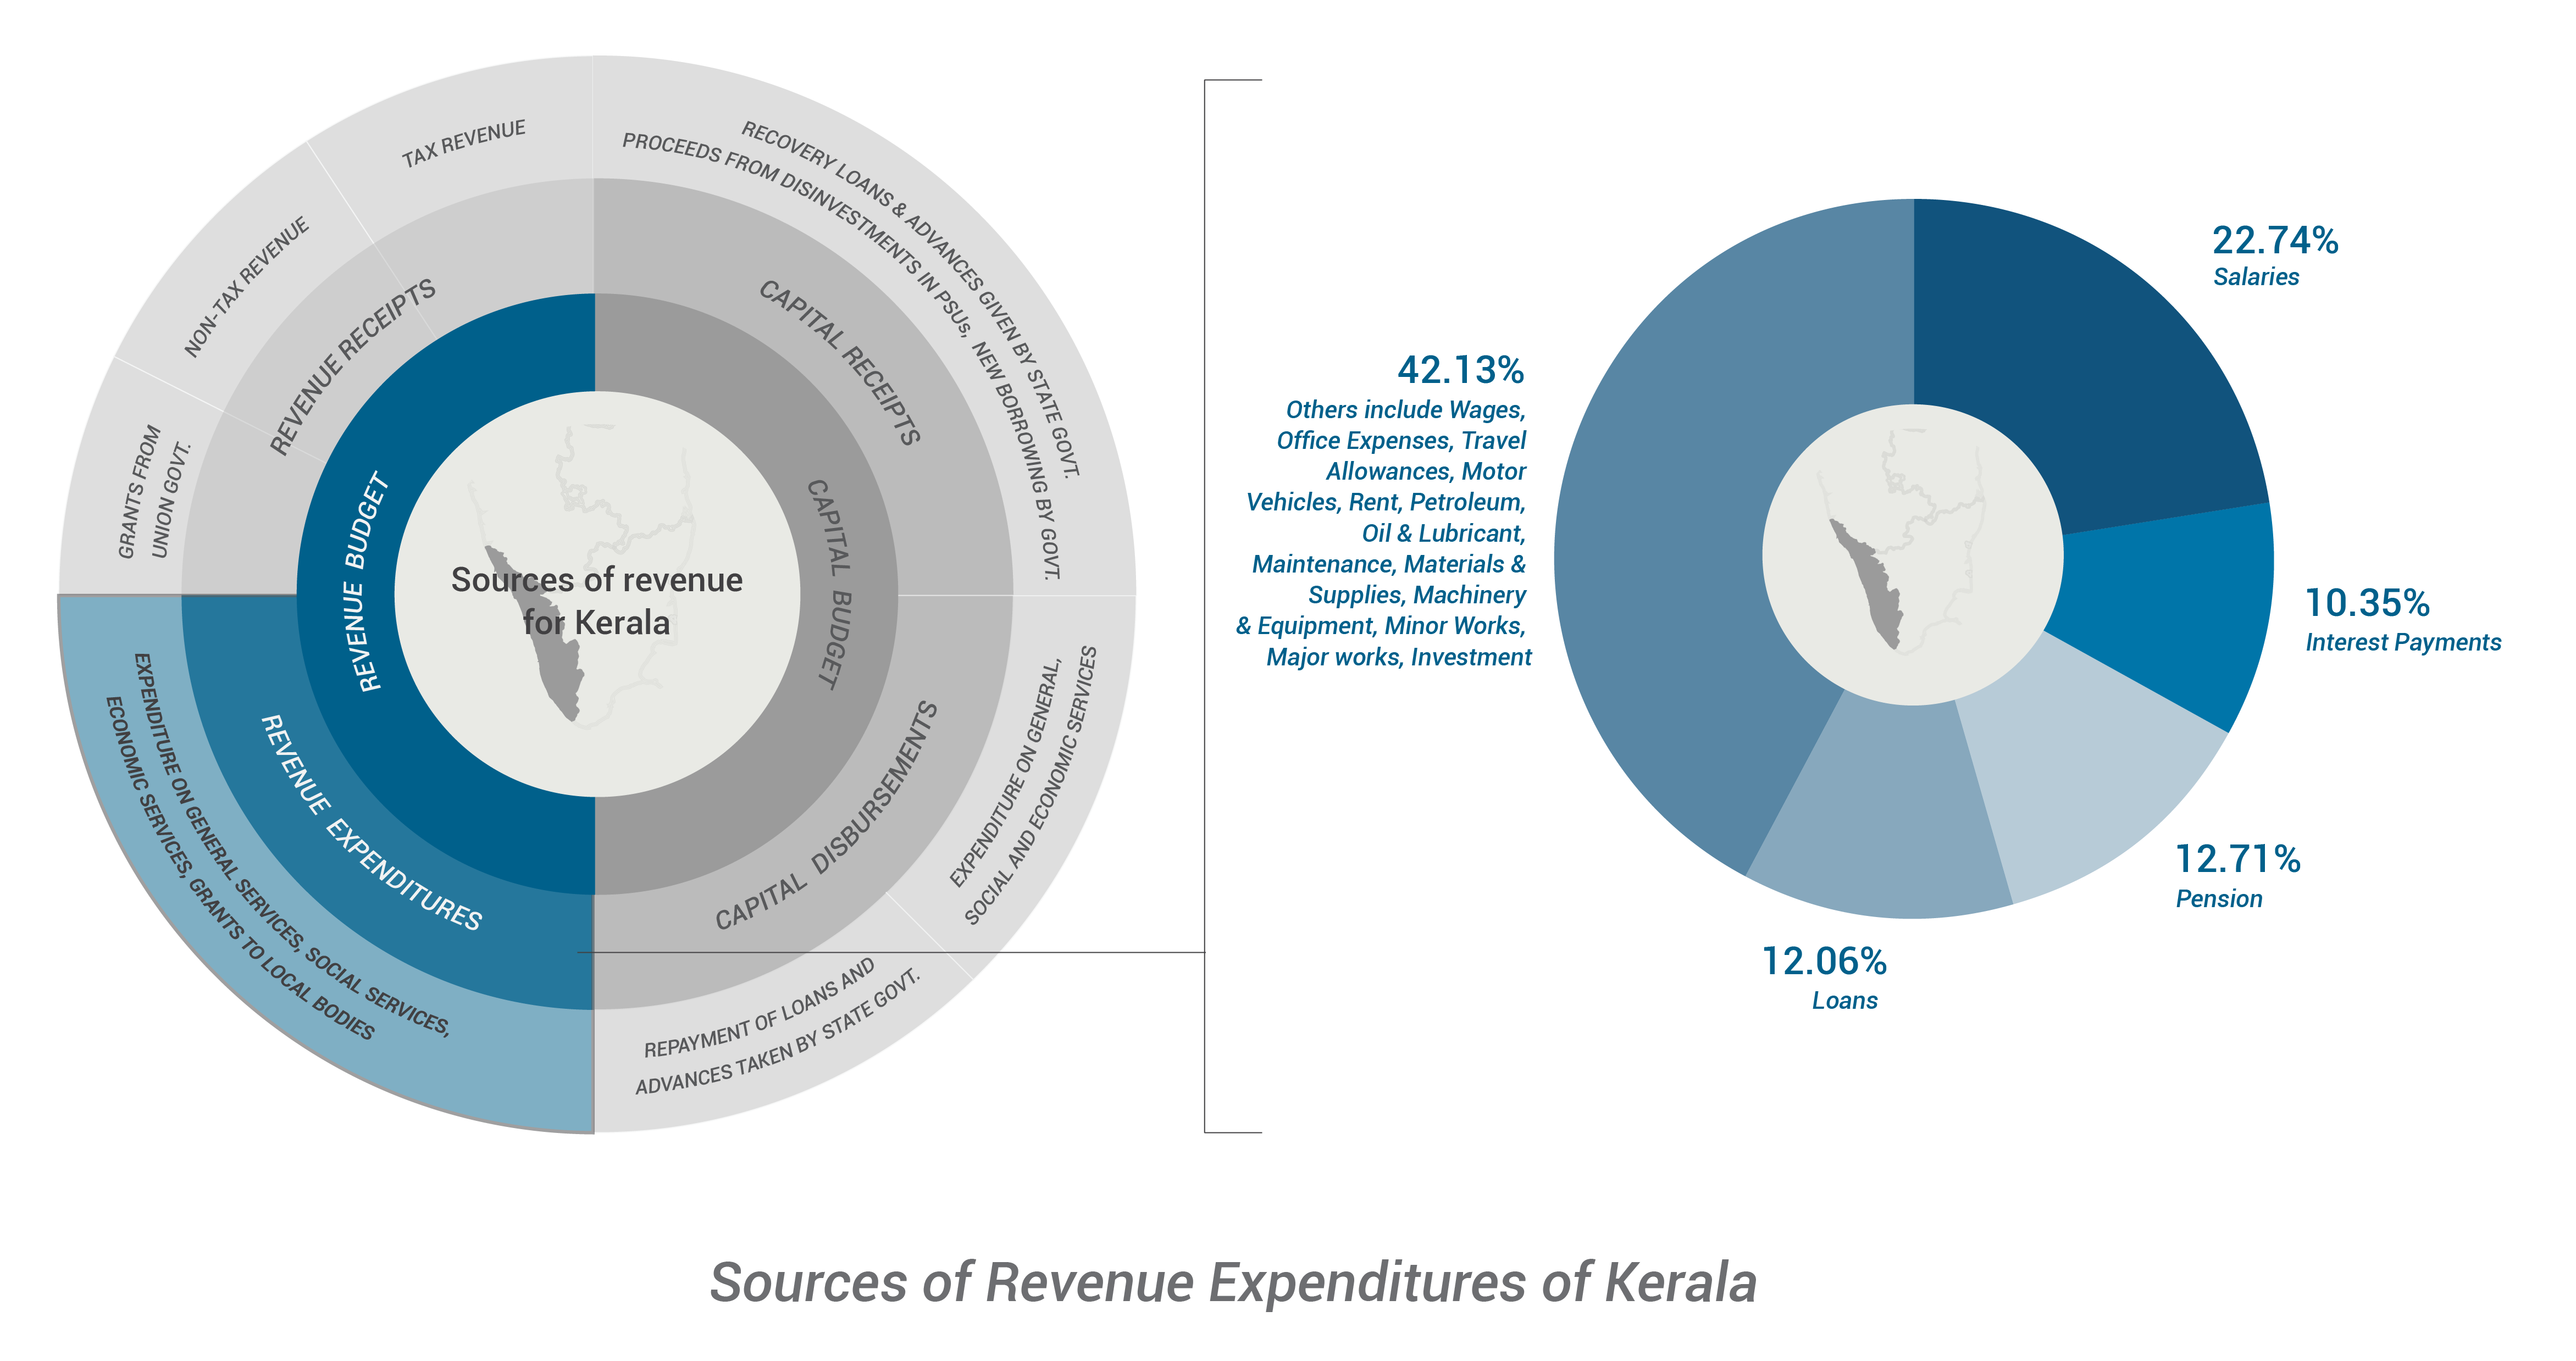 TAX REVENUE
NON-TAX REVENUE
GRANTS FROM
UNION GOVT.
REVENUE RECEIPTS
REVENUE BUDGET
RECOVERY LOANS & ADVANCES GIVEN BY STATE GOVT.
PROCEEDS FROM DISINVESTMENTS IN PSUs, NEW BORROWING BY GOVT.
CAPITAL RECEIPTS
CAPITAL BUDGET
Sources of revenue
for Kerala
REVENUE EXPENDITURES
EXPENDITURE ON GENERAL SERVICES, SOCIAL SERVICES,
ECONOMIC SERVICES, GRANTS TO LOCAL BODIES
CAPITAL DISBURSEMENTS
EXPENDITURE ON GENERAL,
SOCIAL AND ECONOMIC SERVICES
REPAYMENT OF LOANS AND
ADVANCES TAKEN BY STATE GOVT.
42.13%
Others include Wages,
Office Expenses, Travel
Allowances, Motor
Vehicles, Rent, Petroleum,
Oil & Lubricant,
Maintenance, Materials &
Supplies, Machinery
& Equipment, Minor Works,
Major works, Investment
22.74%
Salaries
10.35%
Interest Payments
12.71%
Pension
12.06%
Loans
Sources of Revenue Expenditures of Kerala